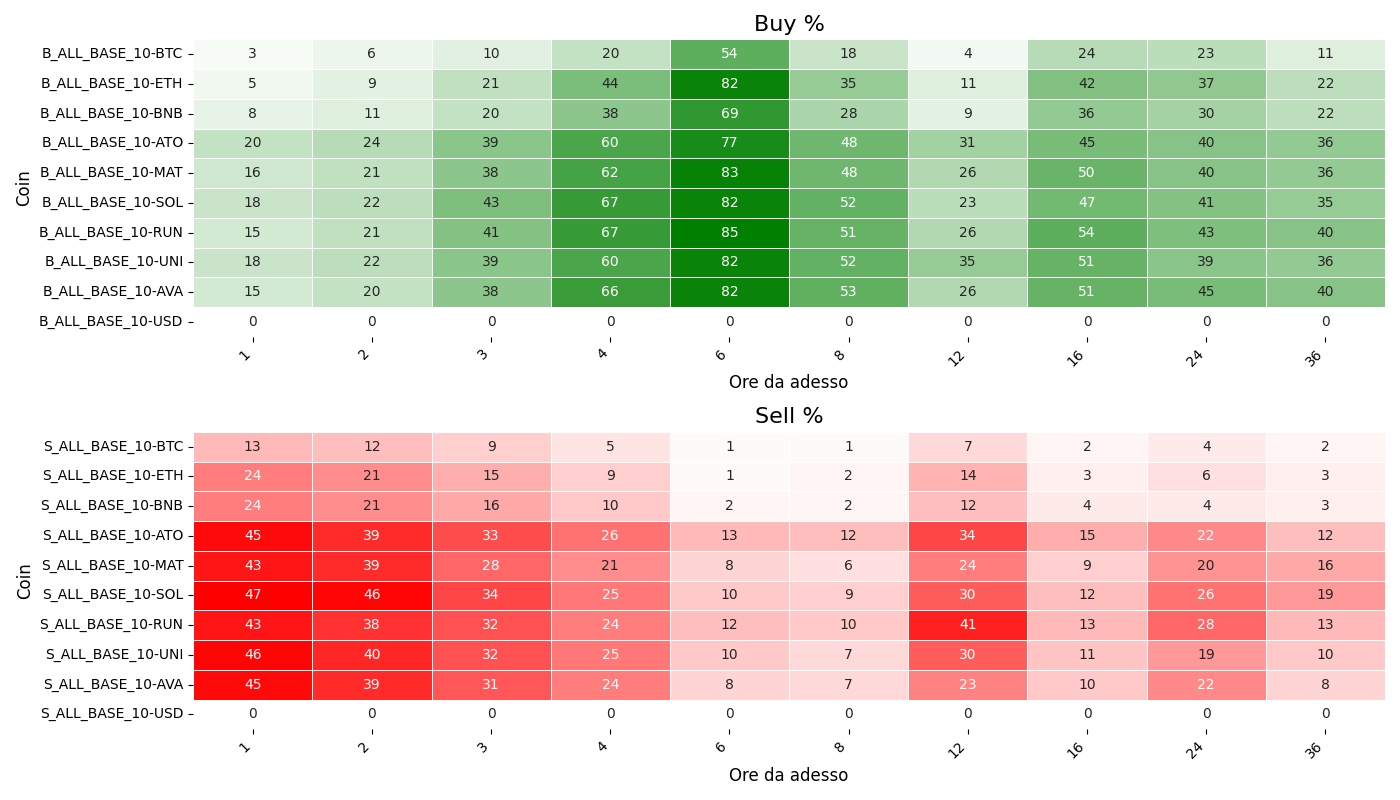 Buy %
Coin
B_ALL_BASE_10-BTC 3 6 10 20 54 18 4 24 23 11
B_ALL_BASE_10-ETH 5 9 21 44 82 35 11 42 37 22
B_ALL_BASE_10-BNB 8 11 20 38 69 28 9 36 30 22
B_ALL_BASE_10-ATO 20 24 39 60 77 48 31 45 40 36
B_ALL_BASE_10-MAT 16 21 38 62 83 48 26 50 40 36
B_ALL_BASE_10-SOL 18 22 43 67 82 52 23 47 41 35
B_ALL_BASE_10-RUN 15 21 41 67 85 51 26 54 43 40
B_ALL_BASE_10-UNI 18 22 39 60 82 52 35 51 39 36
B_ALL_BASE_10-AVA 15 20 38 66 82 53 26 51 45 40
B_ALL_BASE_10-USD 0 0 0 0 0 0 0 0 0 0
1 2 3 4 6 8 12 16 24 36
Ore da adesso
Sell %
Coin
S_ALL_BASE_10-BTC 13 12 9 5 1 1 7 2 4 2
S_ALL_BASE_10-ETH 24 21 15 9 1 2 14 3 6 3
S_ALL_BASE_10-BNB 24 21 16 10 2 2 12 4 4 3
S_ALL_BASE_10-ATO 45 39 33 26 13 12 34 15 22 12
S_ALL_BASE_10-MAT 43 39 28 21 8 6 24 9 20 16
S_ALL_BASE_10-SOL 47 46 34 25 10 9 30 12 26 19
S_ALL_BASE_10-RUN 43 38 32 24 12 10 41 13 28 13
S_ALL_BASE_10-UNI 46 40 32 25 10 7 30 11 19 10
S_ALL_BASE_10-AVA 45 39 31 24 8 7 23 10 22 8
S_ALL_BASE_10-USD 0 0 0 0 0 0 0 0 0 0
1 2 3 4 6 8 12 16 24 36
Ore da adesso